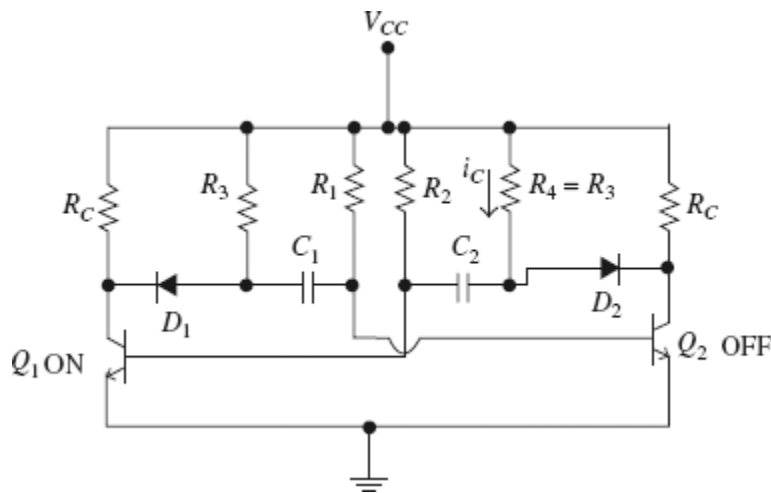 V_CC
R_C R_3 R_1 R_2 i_C R_4 = R_3 R_C
C_1 C_2
D_1 D_2
Q_1 ON Q_2 OFF